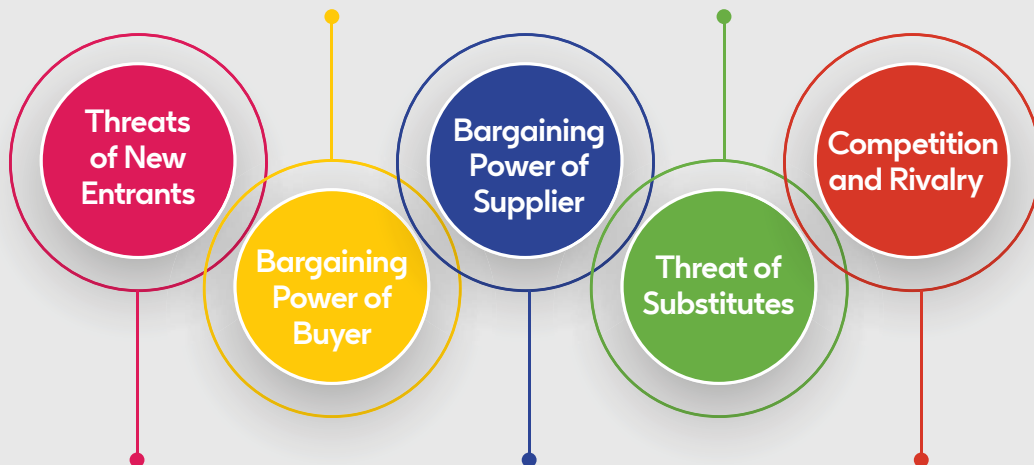 Threats
of New
Entrants
Bargaining
Power of
Buyer
Bargaining
Power of
Supplier
Threat of
Substitutes
Competition
and Rivalry